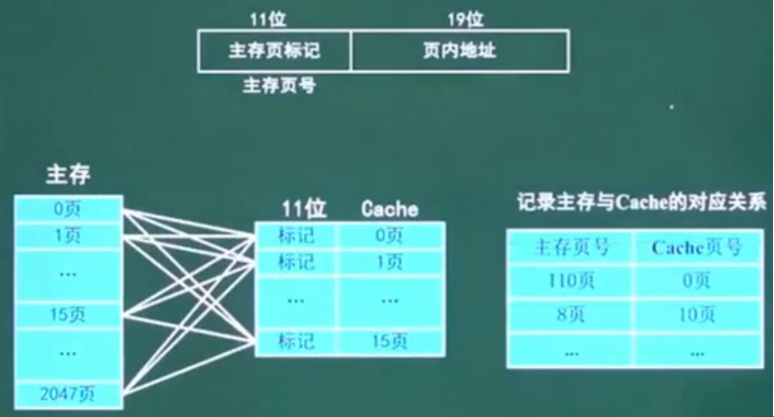 11位 19位
主存页标记 页内地址
主存页号
主存
0页
1页
...
15页
...
2047页
11位 Cache
标记 0页
标记 1页
... ...
标记 15页
记录主存与Cache的对应关系
主存页号 Cache页号
110页 0页
8页 10页
... ...